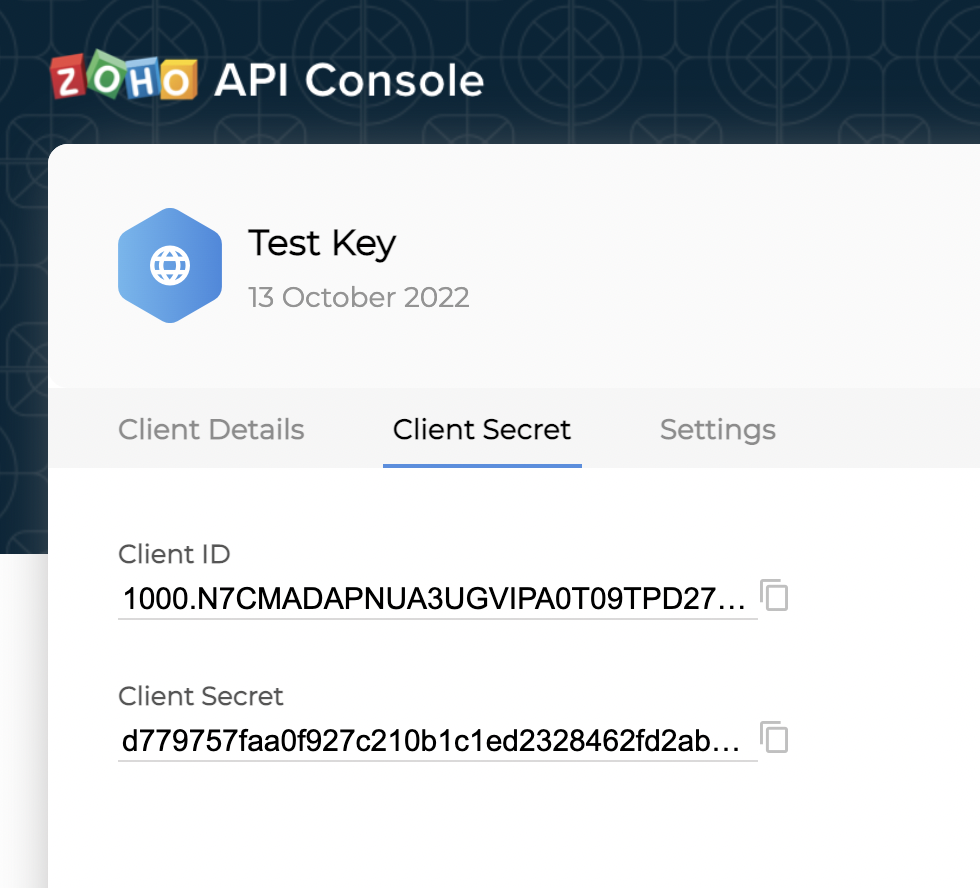 ZOHO API Console
Test Key
13 October 2022
Client Details Client Secret Settings
Client ID
1000.N7CMADAPNUA3UGVIPA0T09TPD27...
Client Secret
d779757faa0f927c210b1c1ed2328462fd2ab...